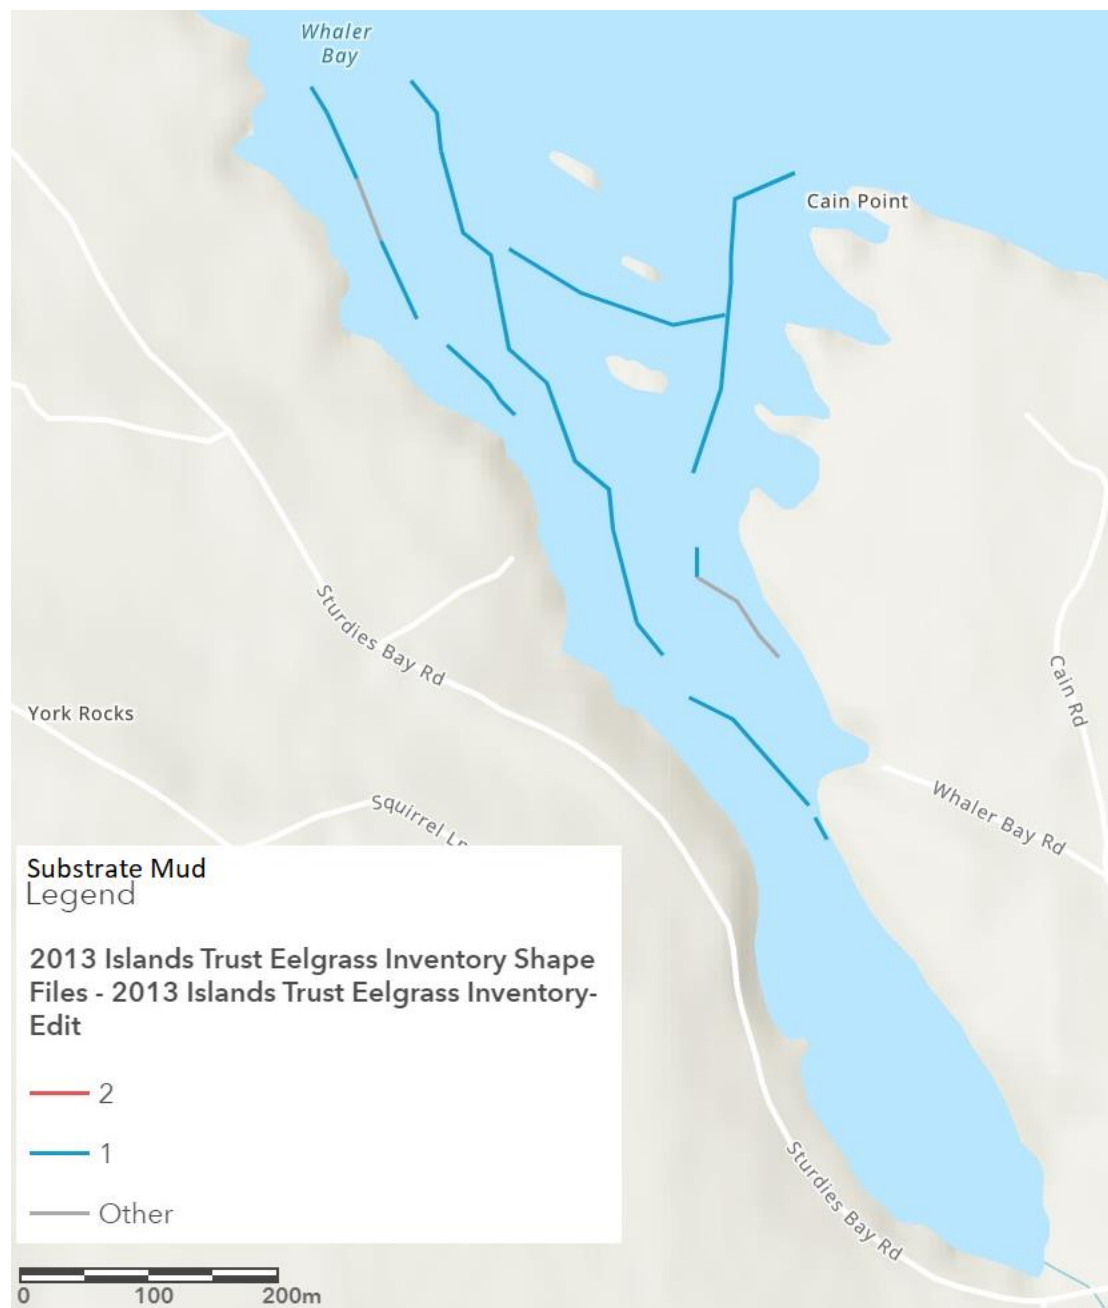 Whaler
Bay
Cain Point
Sturdies Bay Rd
Cain Rd
York Rocks
Whaler Bay Rd
Squirrel Ln
Substrate Mud
Legend
2013 Islands Trust Eelgrass Inventory Shape
Files - 2013 Islands Trust Eelgrass Inventory-
Edit
2
1
Other
Sturdies Bay Rd
0 100 200m